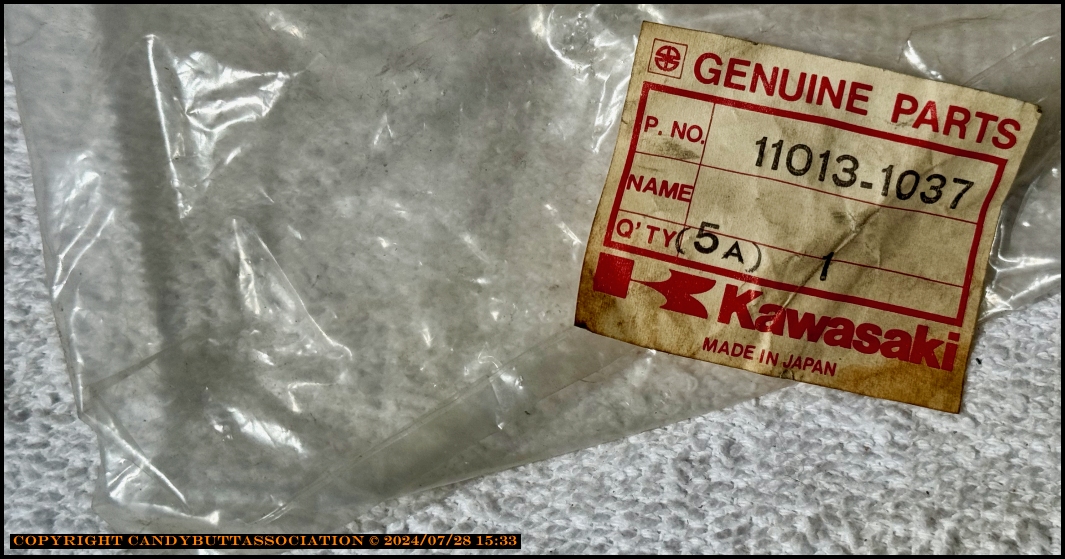 GENUINE PARTS
P. NO. 11013-1037
NAME
Q'TY (5A) 1
Kawasaki
MADE IN JAPAN
COPYRIGHT CANDYBUTTASSOCIATION © 2024/07/28 15:33